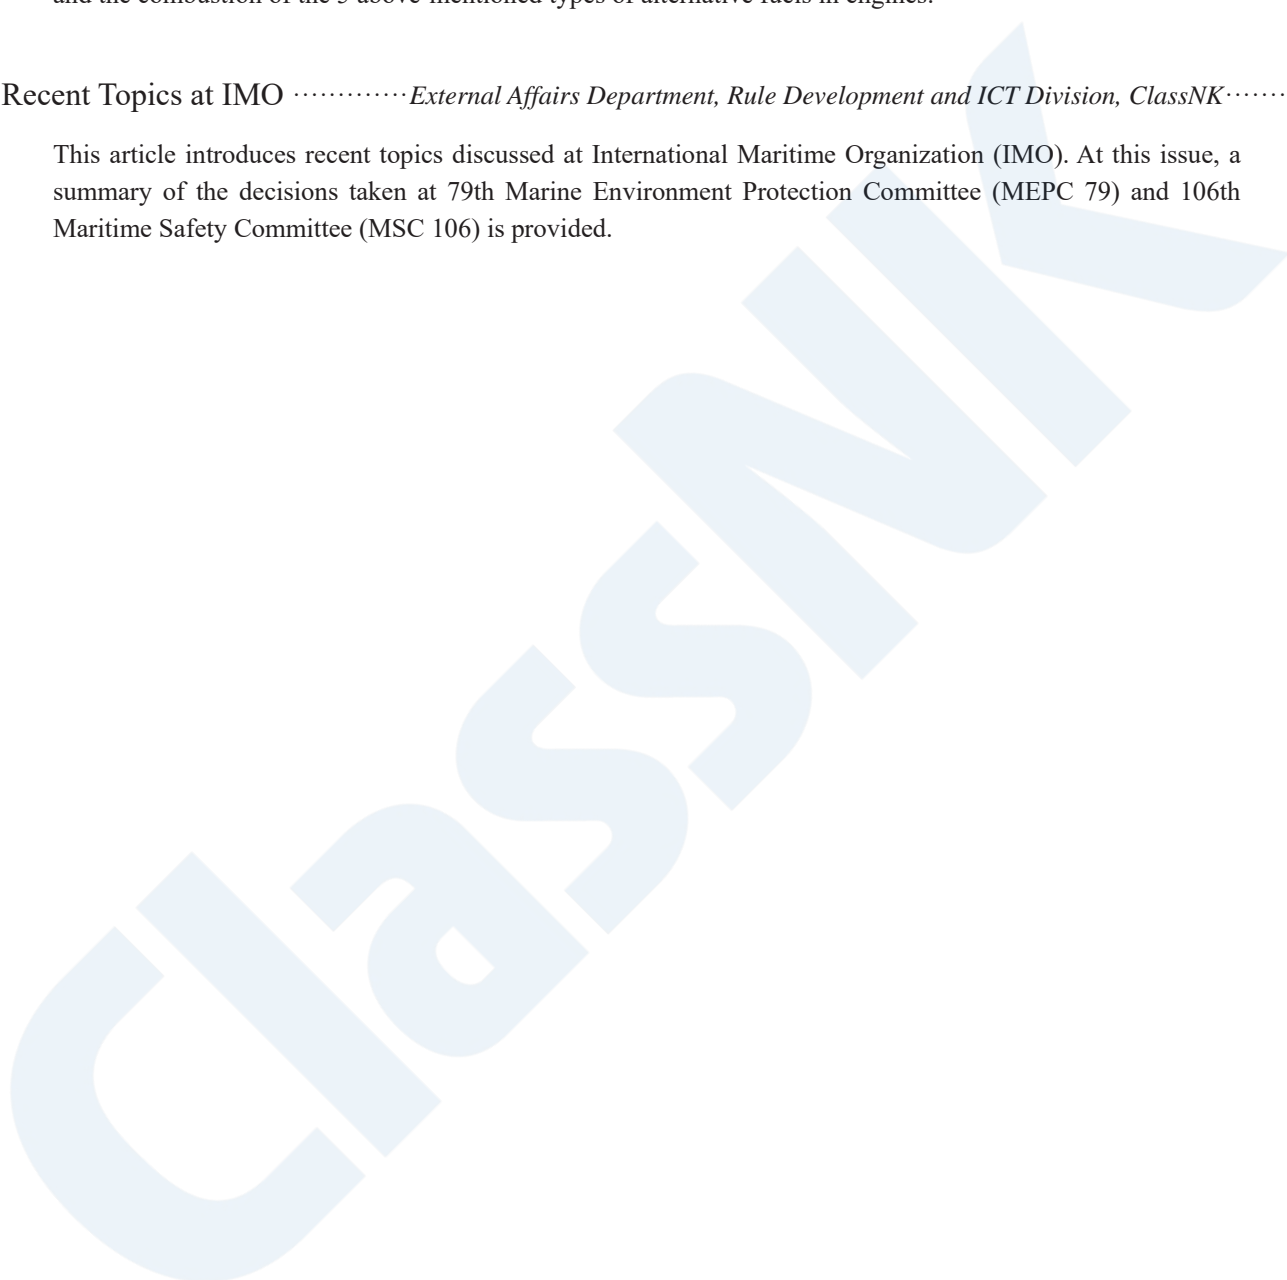 and the combustion of the 3 above-mentioned types of alternative fuels in engines.
Recent Topics at IMO ·············External Affairs Department, Rule Development and ICT Division, ClassNK·······
This article introduces recent topics discussed at International Maritime Organization (IMO). At this issue, a
summary of the decisions taken at 79th Marine Environment Protection Committee (MEPC 79) and 106th
Maritime Safety Committee (MSC 106) is provided.
ClassNK